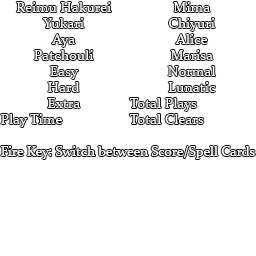 Reimu Hakurei Mima
Yukari Chiyuri
Aya Alice
Patchouli Marisa
Easy Normal
Hard Lunatic
Extra Total Plays
Play Time Total Clears
Fire Key: Switch between Score/Spell Cards